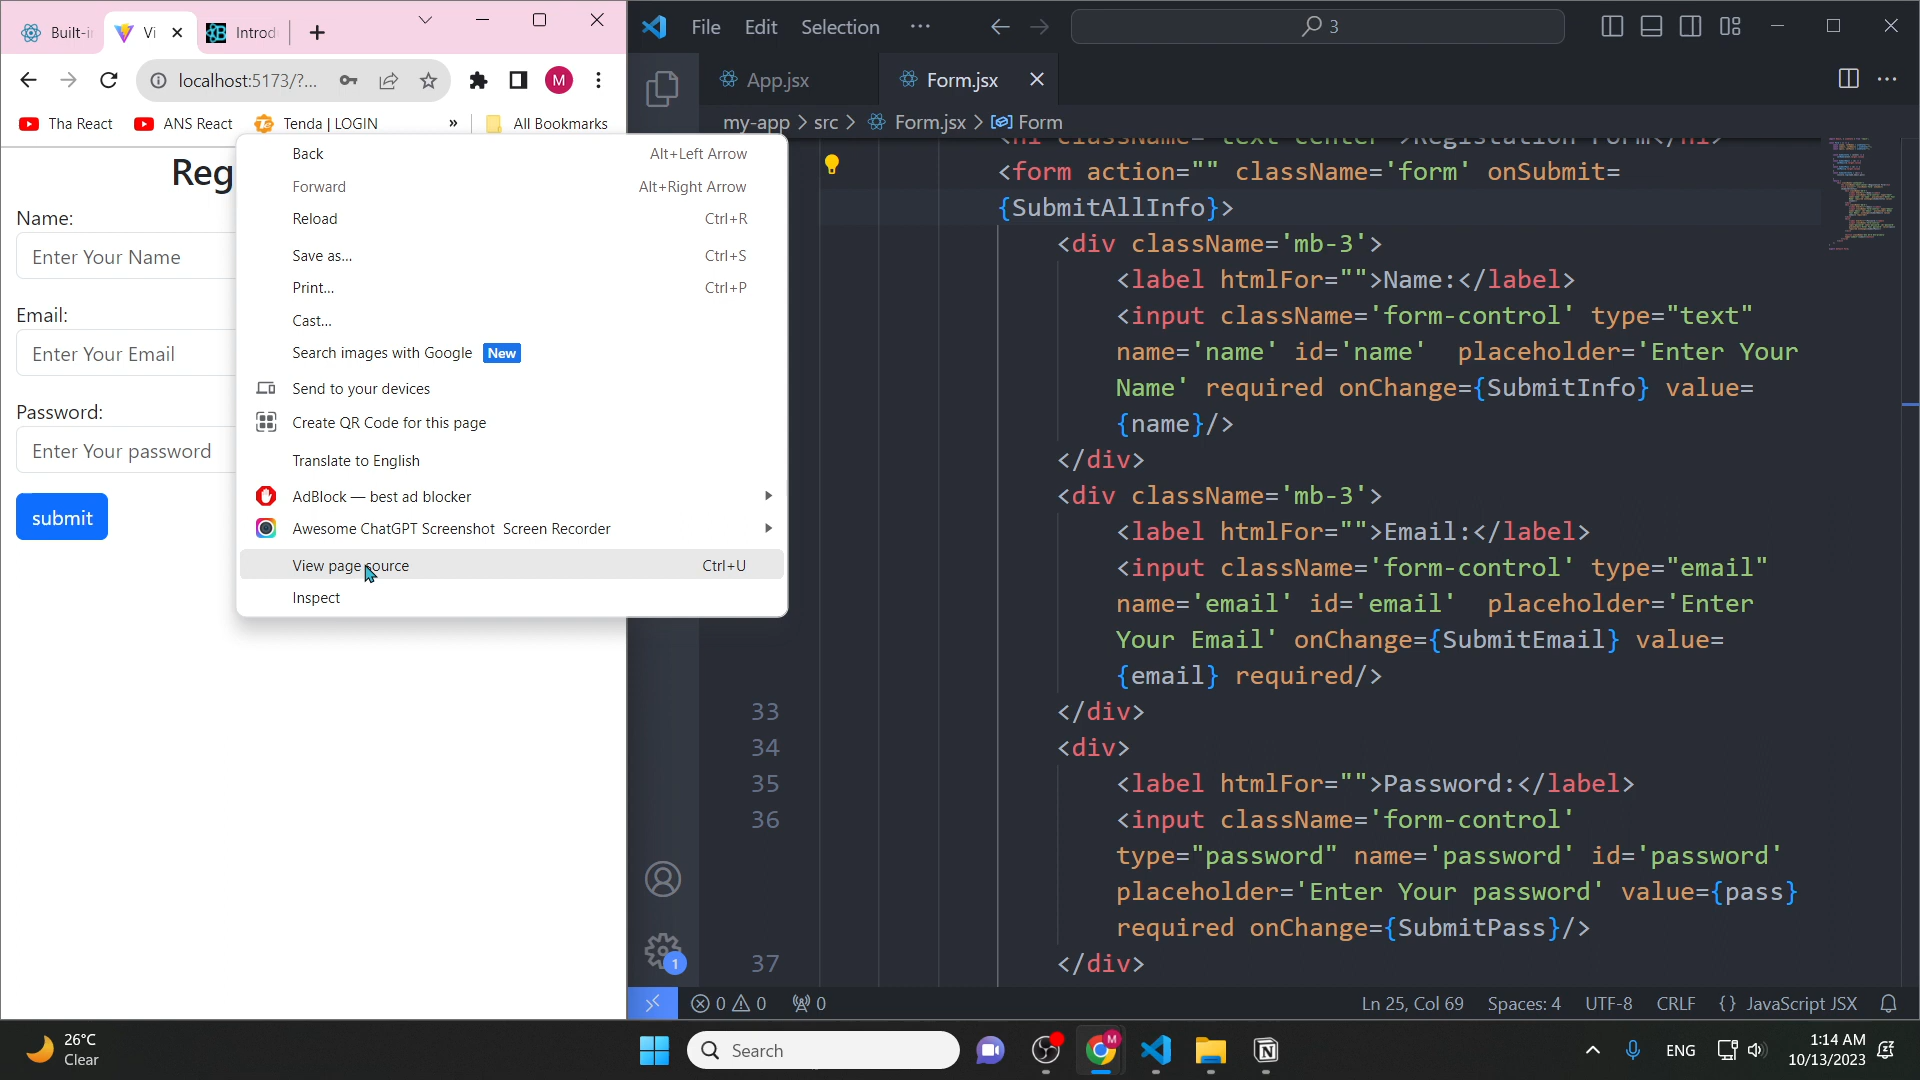 Built-i
Vi
Introd
localhost:5173/?...
M
Tha React
ANS React
Tenda | LOGIN
»
All Bookmarks
Reg
Name:
Enter Your Name
Email:
Enter Your Email
Password:
Enter Your password
submit
Back Alt+Left Arrow
Forward Alt+Right Arrow
Reload Ctrl+R
Save as... Ctrl+S
Print... Ctrl+P
Cast...
Search images with Google New
Send to your devices
Create QR Code for this page
Translate to English
AdBlock — best ad blocker
Awesome ChatGPT Screenshot Screen Recorder
View page source Ctrl+U
Inspect
File Edit Selection ···
3
App.jsx
Form.jsx
my-app > src > Form.jsx > Form
<form action="" className='form' onSubmit=
{SubmitAllInfo}>
<div className='mb-3'>
<label htmlFor="">Name:</label>
<input className='form-control' type="text"
name='name' id='name'  placeholder='Enter Your
Name' required onChange={SubmitInfo} value=
{name}/>
</div>
<div className='mb-3'>
<label htmlFor="">Email:</label>
<input className='form-control' type="email"
name='email' id='email'  placeholder='Enter
Your Email' onChange={SubmitEmail} value=
{email} required/>
33 </div>
34 <div>
35 <label htmlFor="">Password:</label>
36 <input className='form-control'
type="password" name='password' id='password'
placeholder='Enter Your password' value={pass}
required onChange={SubmitPass}/>
37 </div>
1
0 0 0
Ln 25, Col 69 Spaces: 4 UTF-8 CRLF {} JavaScript JSX
26°C
Clear
Search
M
ENG
1:14 AM
10/13/2023